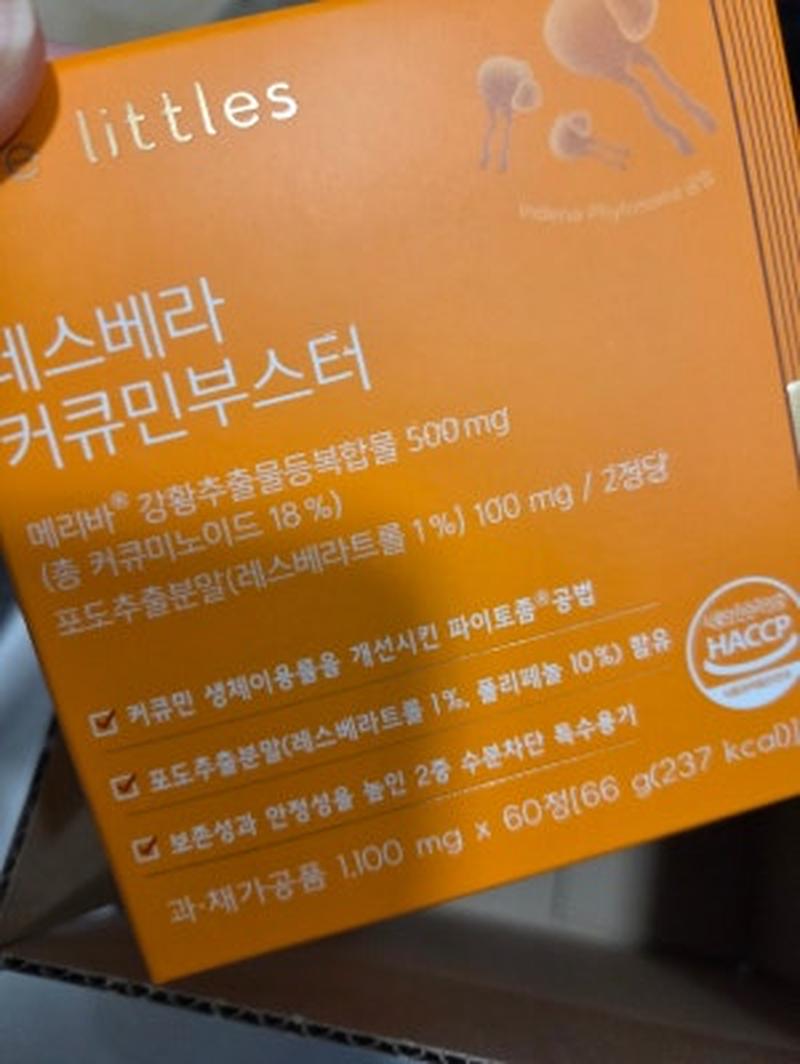 littles
Indena Phytosome 공법
레스베라
커큐민부스터
메리바® 강황추출물등복합물 500mg
(총 커큐미노이드 18%)
포도추출분말(레스베라트롤 1%) 100 mg / 2정당
커큐민 생체이용률을 개선시킨 파이토좀®공법
포도추출분말(레스베라트롤 1%, 폴리페놀 10%) 함유
보존성과 안정성을 높인 2중 수분차단 특수용기
HACCP
과·채가공품 1,100 mg x 60정[66 g(237 kcal)]